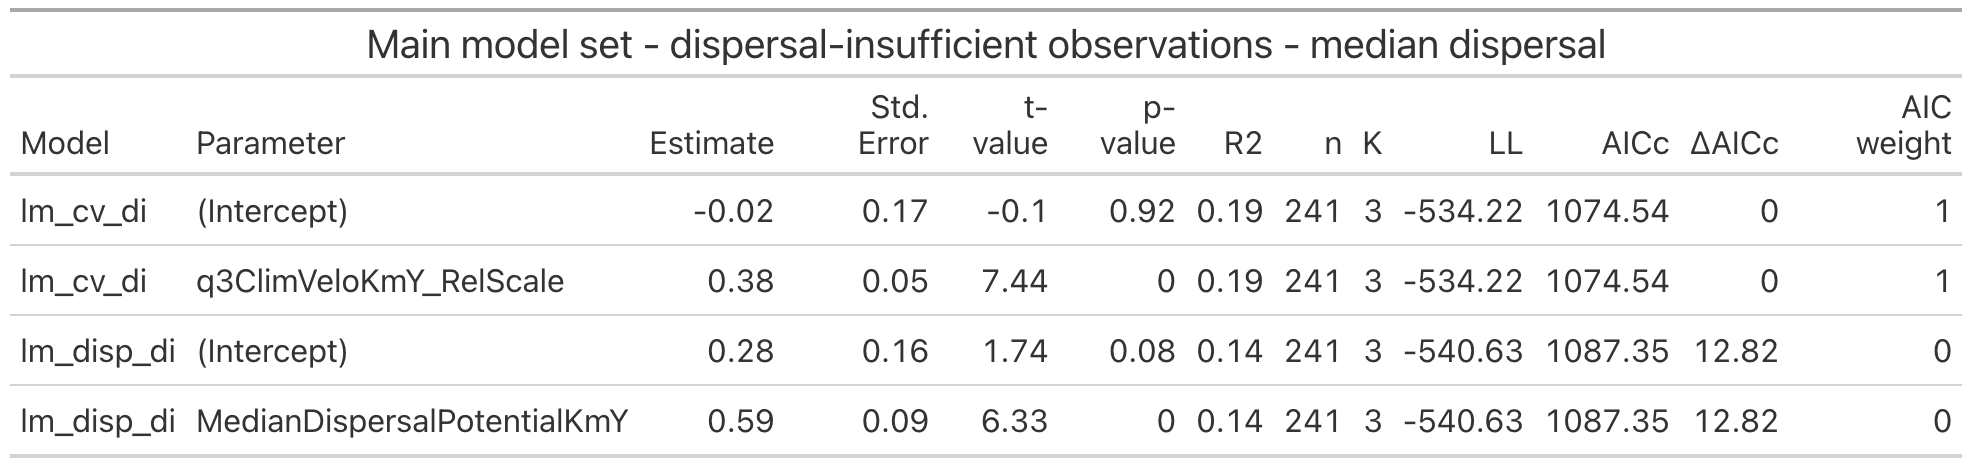 Main model set - dispersal-insufficient observations - median dispersal
Model Parameter Estimate Std. Error t-value p-value R2 n K LL AICc ΔAICc AIC weight
lm_cv_di (Intercept) -0.02 0.17 -0.1 0.92 0.19 241 3 -534.22 1074.54 0 1
lm_cv_di q3ClimVeloKmY_RelScale 0.38 0.05 7.44 0 0.19 241 3 -534.22 1074.54 0 1
lm_disp_di (Intercept) 0.28 0.16 1.74 0.08 0.14 241 3 -540.63 1087.35 12.82 0
lm_disp_di MedianDispersalPotentialKmY 0.59 0.09 6.33 0 0.14 241 3 -540.63 1087.35 12.82 0